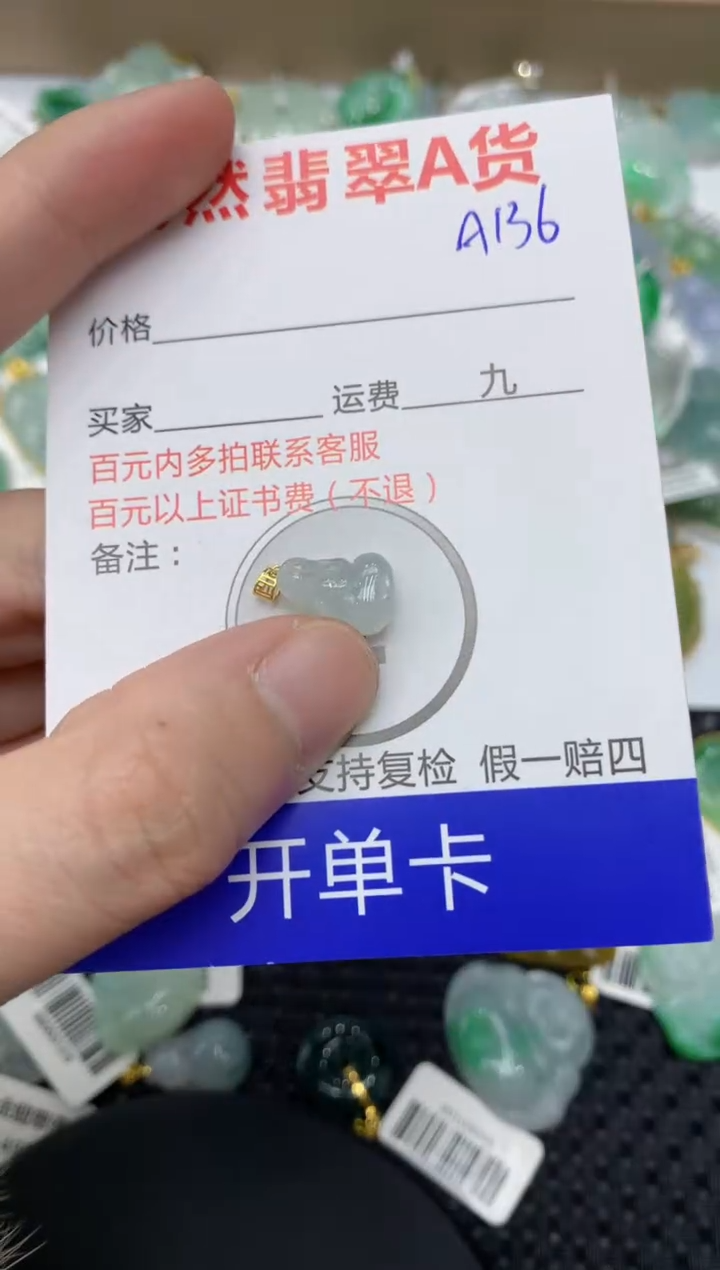 然翡翠A货
A136
价格
买家 运费 九
百元内多拍联系客服
百元以上证书费（不退）
备注：
支持复检 假一赔四
开单卡